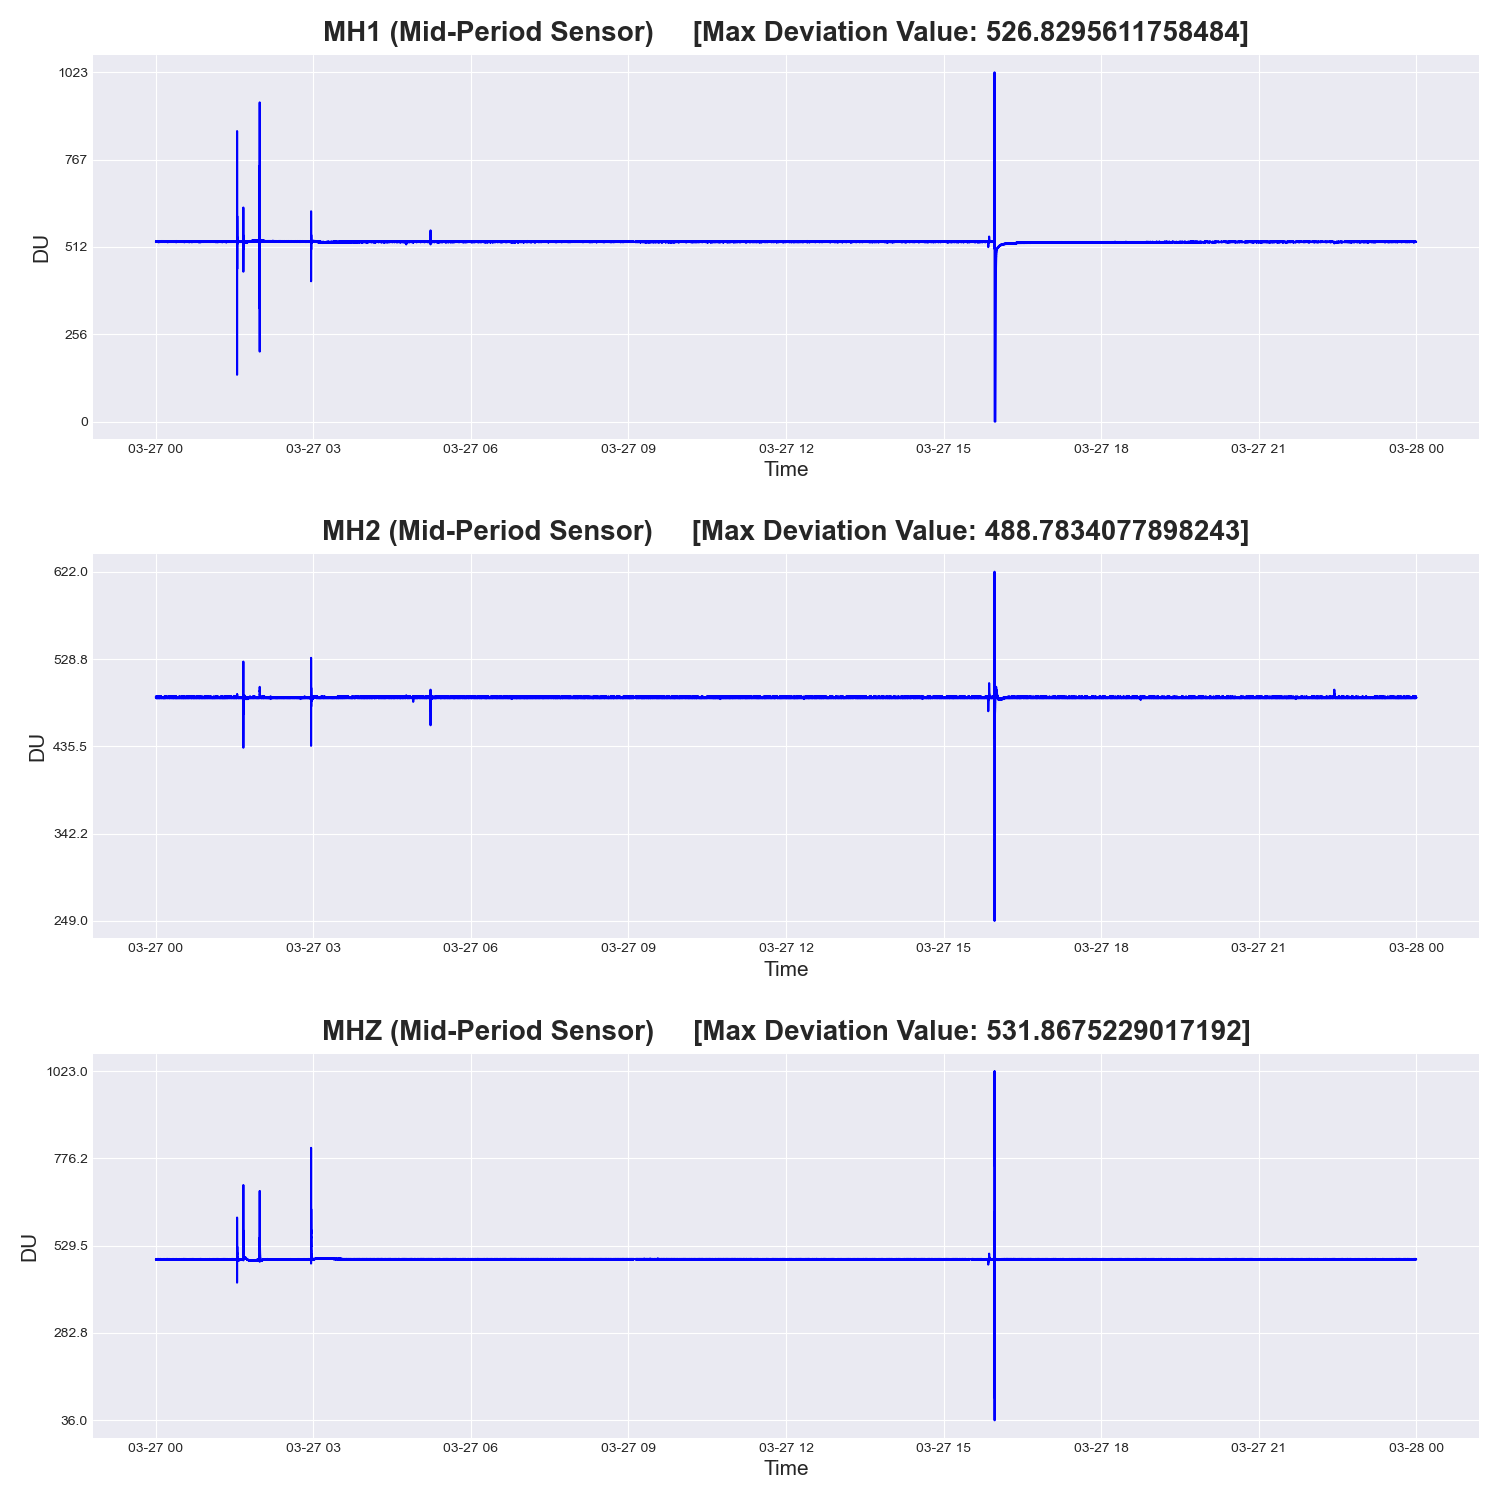 MH1 (Mid-Period Sensor) [Max Deviation Value: 526.8295611758484]
1023
767
512
256
0
DU
03-27 00 03-27 03 03-27 06 03-27 09 03-27 12 03-27 15 03-27 18 03-27 21 03-28 00
Time
MH2 (Mid-Period Sensor) [Max Deviation Value: 488.7834077898243]
622.0
528.8
435.5
342.2
249.0
DU
03-27 00 03-27 03 03-27 06 03-27 09 03-27 12 03-27 15 03-27 18 03-27 21 03-28 00
Time
MHZ (Mid-Period Sensor) [Max Deviation Value: 531.8675229017192]
1023.0
776.2
529.5
282.8
36.0
DU
03-27 00 03-27 03 03-27 06 03-27 09 03-27 12 03-27 15 03-27 18 03-27 21 03-28 00
Time